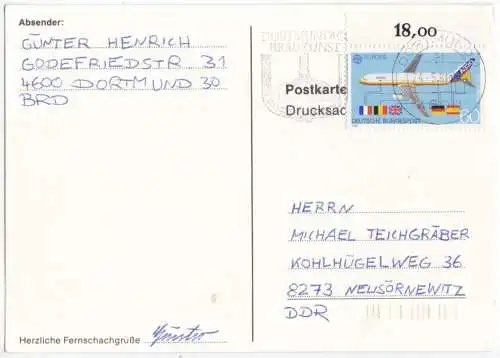 Absender:
GÜNTER HENRICH
GODEFRIEDSTR 31
4600 DORTMUND 30
BRD
18,00
EUROPA
60
DEUTSCHE BUNDESPOST
Postkarte
Drucksac
HERRN
MICHAEL TEICHGRÄBER
KOHLHÜGELWEG 36
8273 NEUSÖRNEWITZ
DDR
Herzliche Fernschachgrüße Günter